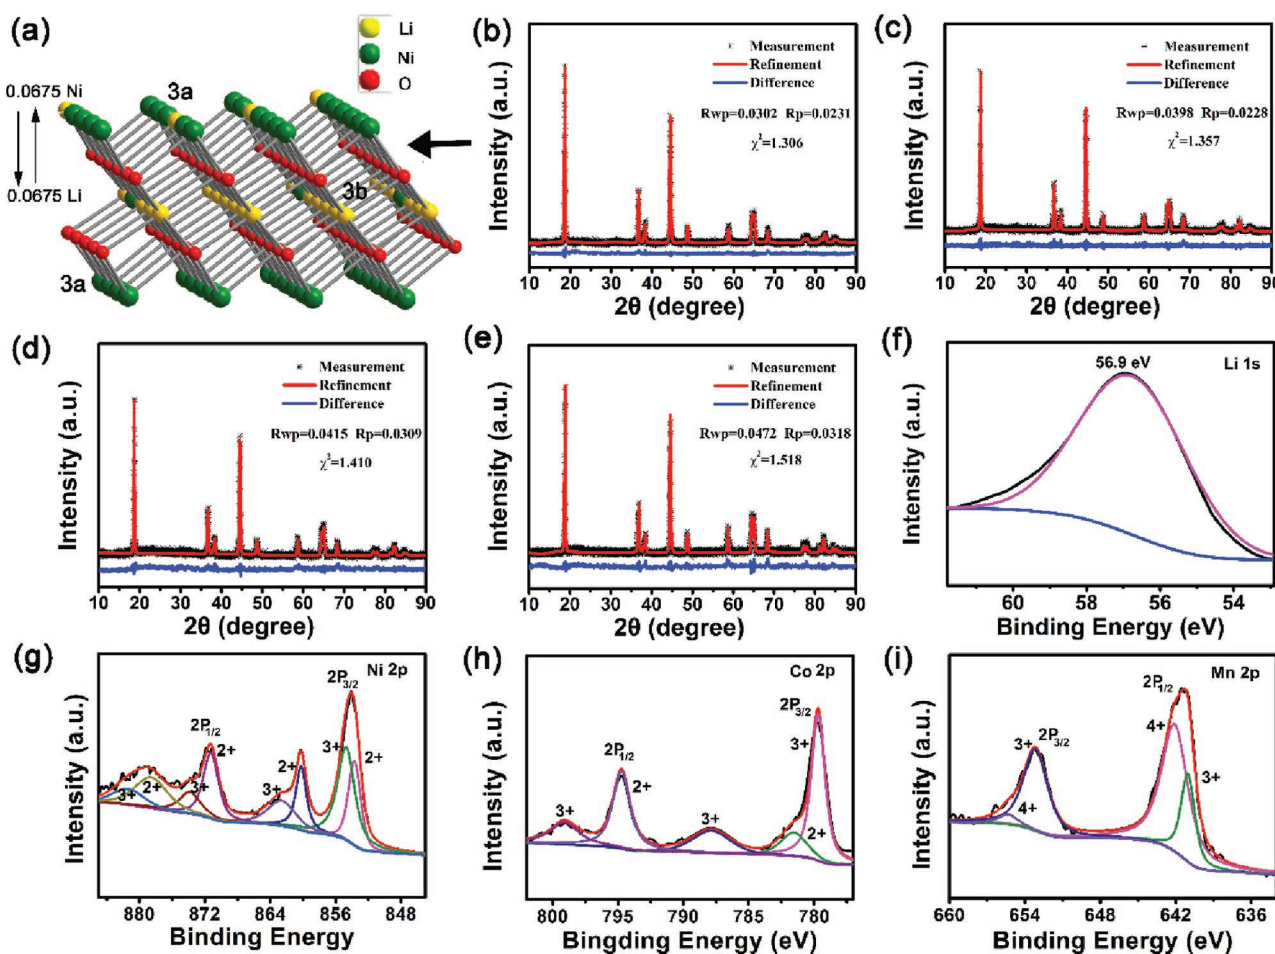 (a)
Li
Ni
O
0.0675 Ni
3a
3b
0.0675 Li
3a
(b)
Intensity (a.u.)
Measurement
Refinement
Difference
Rwp=0.0302 Rp=0.0231
χ²=1.306
10 20 30 40 50 60 70 80 90
2θ (degree)
(c)
Intensity (a.u.)
Measurement
Refinement
Difference
Rwp=0.0398 Rp=0.0228
χ²=1.357
10 20 30 40 50 60 70 80 90
2θ (degree)
(d)
Intensity (a.u.)
Measurement
Refinement
Difference
Rwp=0.0415 Rp=0.0309
χ²=1.410
10 20 30 40 50 60 70 80 90
2θ (degree)
(e)
Intensity (a.u.)
Measurement
Refinement
Difference
Rwp=0.0472 Rp=0.0318
χ²=1.518
10 20 30 40 50 60 70 80 90
2θ (degree)
(f)
Intensity (a.u.)
56.9 eV
Li 1s
60 58 56 54
Binding Energy (eV)
(g)
Intensity (a.u.)
Ni 2p
2P3/2
2P1/2
2+
2+
3+
2+
3+
2+
3+
3+
880 872 864 856 848
Binding Energy
(h)
Intensity (a.u.)
Co 2p
2P3/2
3+
2P1/2
2+
3+
3+
2+
800 795 790 785 780
Bingding Energy (eV)
(i)
Intensity (a.u.)
Mn 2p
2P1/2
4+
3+
2P3/2
3+
4+
660 654 648 642 636
Binding Energy (eV)